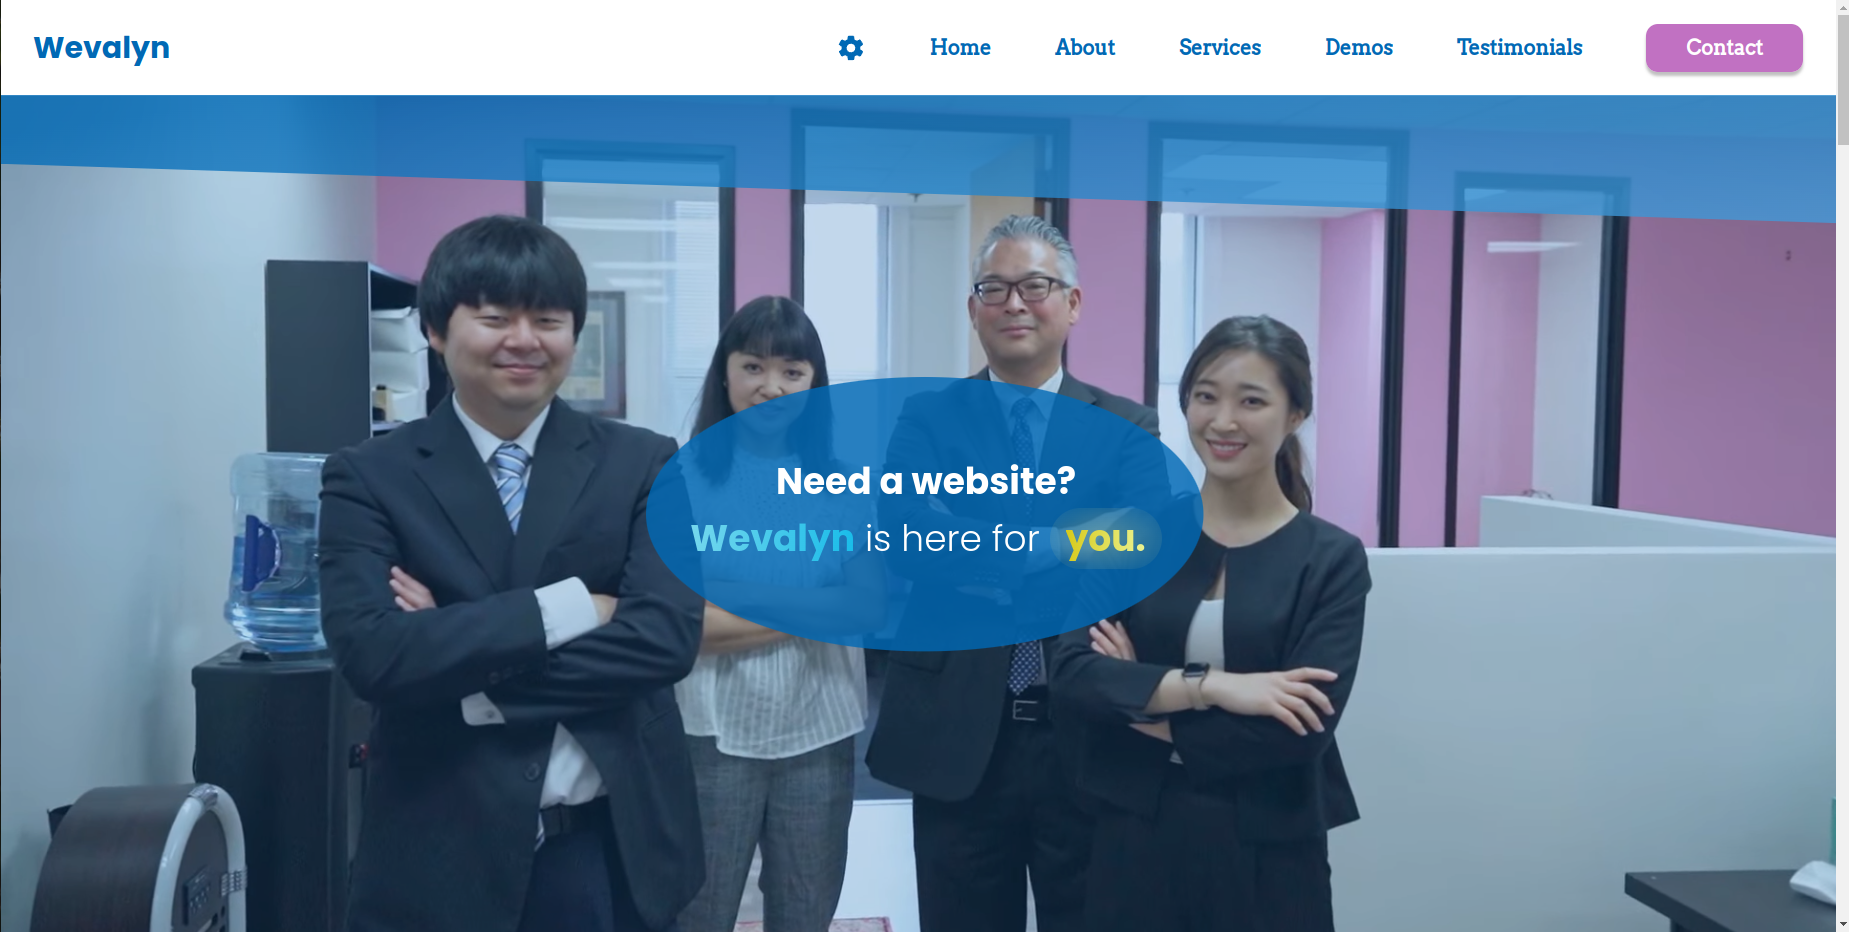 Wevalyn
Home About Services Demos Testimonials Contact
Need a website?
Wevalyn is here for you.